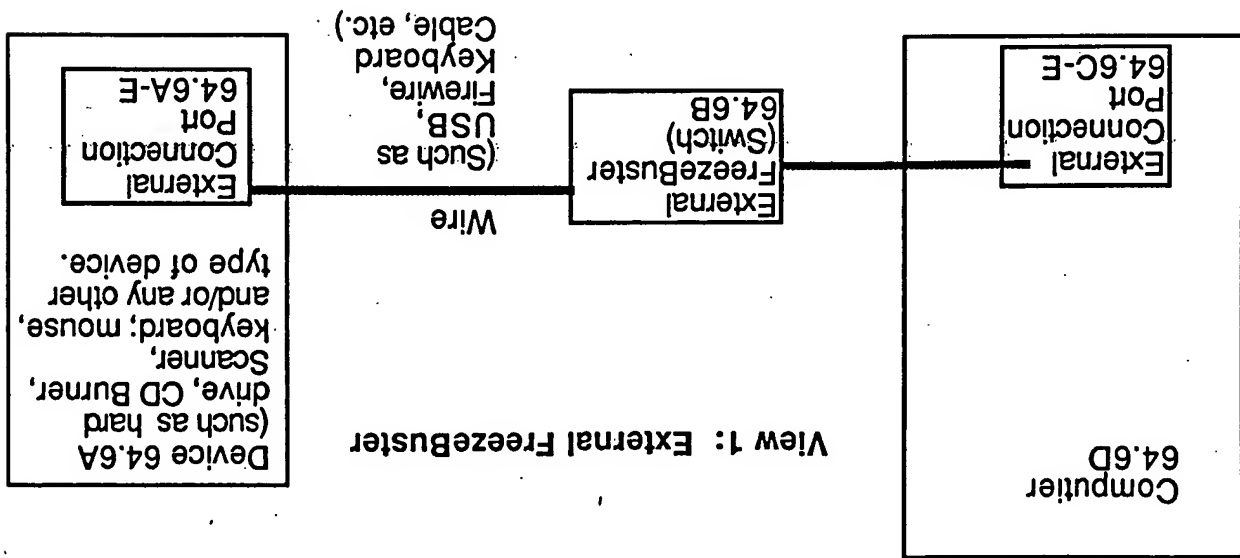 Computier
64.6D
View 1: External FreezeBuster
Device 64.6A
(such as hard
drive, CD Burner,
Scanner,
keyboard; mouse,
and/or any other
type of device.
External
Connection
Port
64.6C-E
External
FreezeBuster
(Switch)
64.6B
Wire
(Such as
USB,
Firewire,
Keyboard
Cable, etc.)
External
Connection
Port
64.6A-E